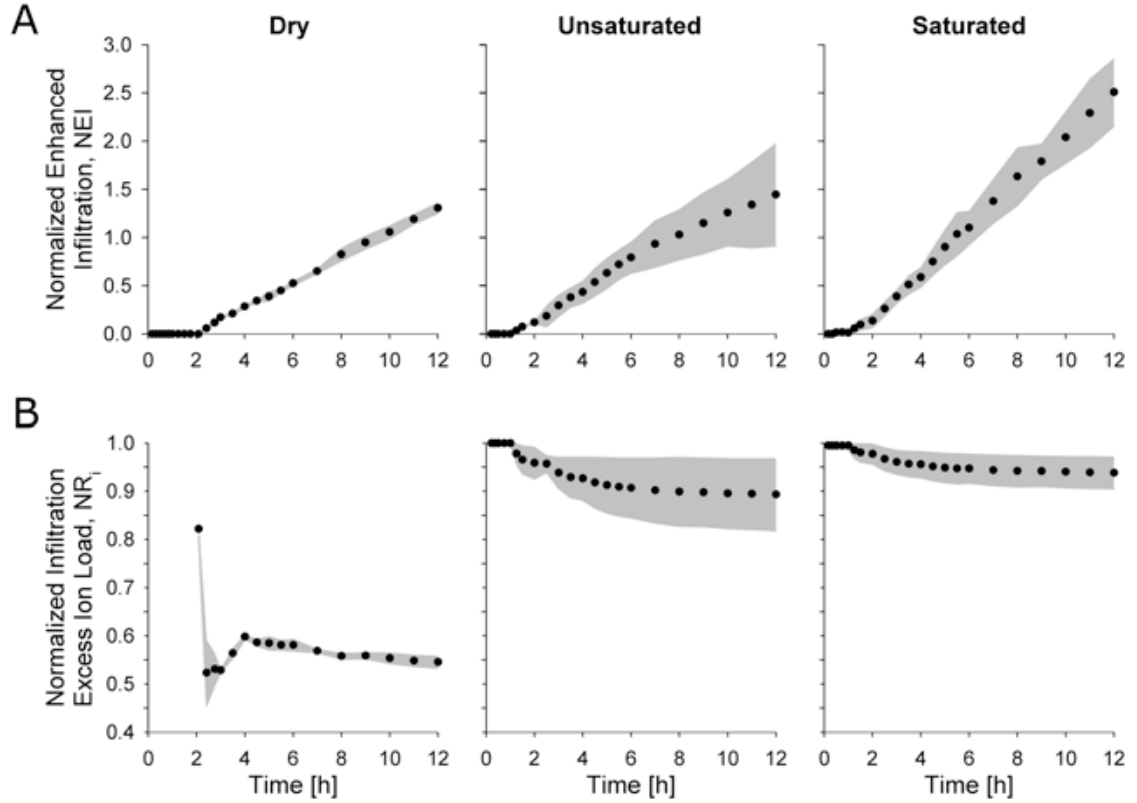 A
Dry
Unsaturated
Saturated
Normalized Enhanced
Infiltration, NEI
3.0
2.5
2.0
1.5
1.0
0.5
0.0
0 2 4 6 8 10 12
0 2 4 6 8 10 12
0 2 4 6 8 10 12
B
Normalized Infiltration
Excess Ion Load, NRi
1.0
0.9
0.8
0.7
0.6
0.5
0.4
0 2 4 6 8 10 12
0 2 4 6 8 10 12
0 2 4 6 8 10 12
Time [h]
Time [h]
Time [h]